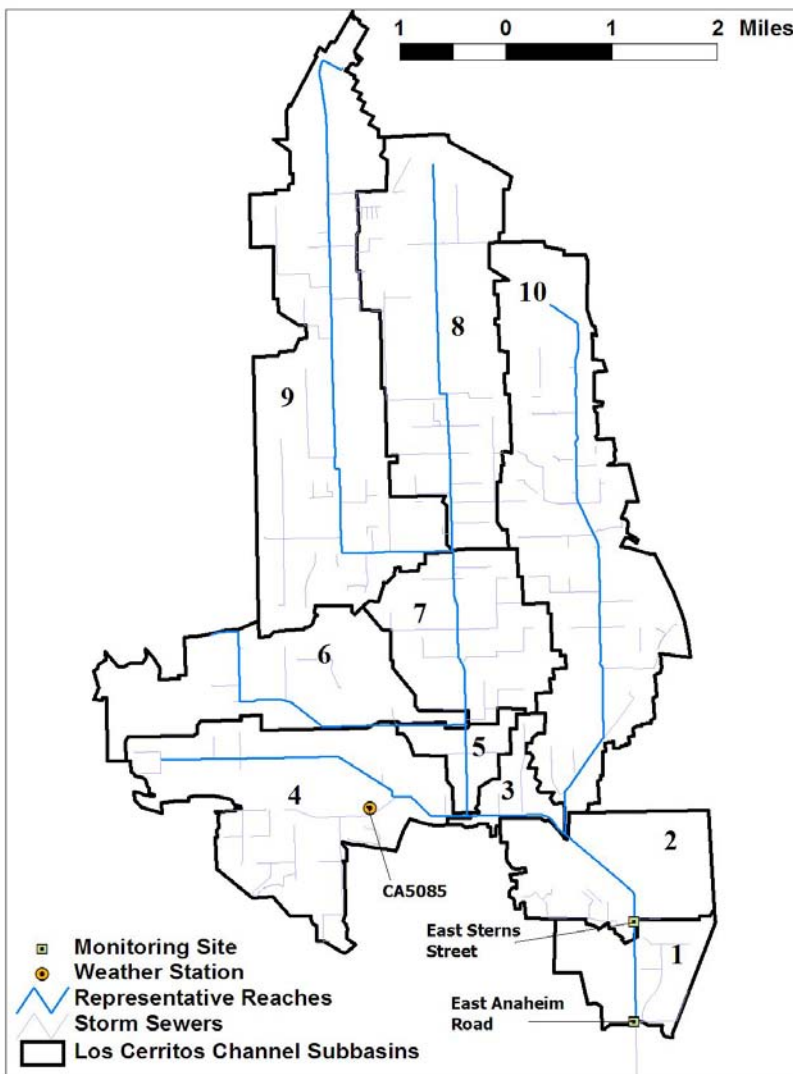 1 0 1 2 Miles
10
8
9
7
6
5
3
4
2
CA5085
East Sterns
Street
1
East Anaheim
Road
Monitoring Site
Weather Station
Representative Reaches
Storm Sewers
Los Cerritos Channel Subbasins